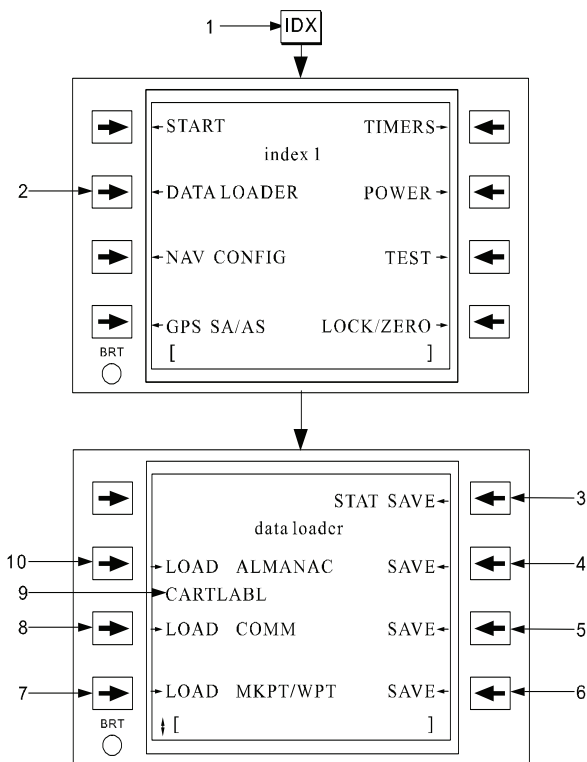 1 IDX
←START TIMERS→
index 1
2 ←DATA LOADER POWER→
←NAV CONFIG TEST→
←GPS SA/AS LOCK/ZERO→
BRT [ ]
STAT SAVE← 3
data loader
10 →LOAD ALMANAC SAVE← 4
9 CARTLABL
8 →LOAD COMM SAVE← 5
7 →LOAD MKPT/WPT SAVE← 6
BRT [ ]